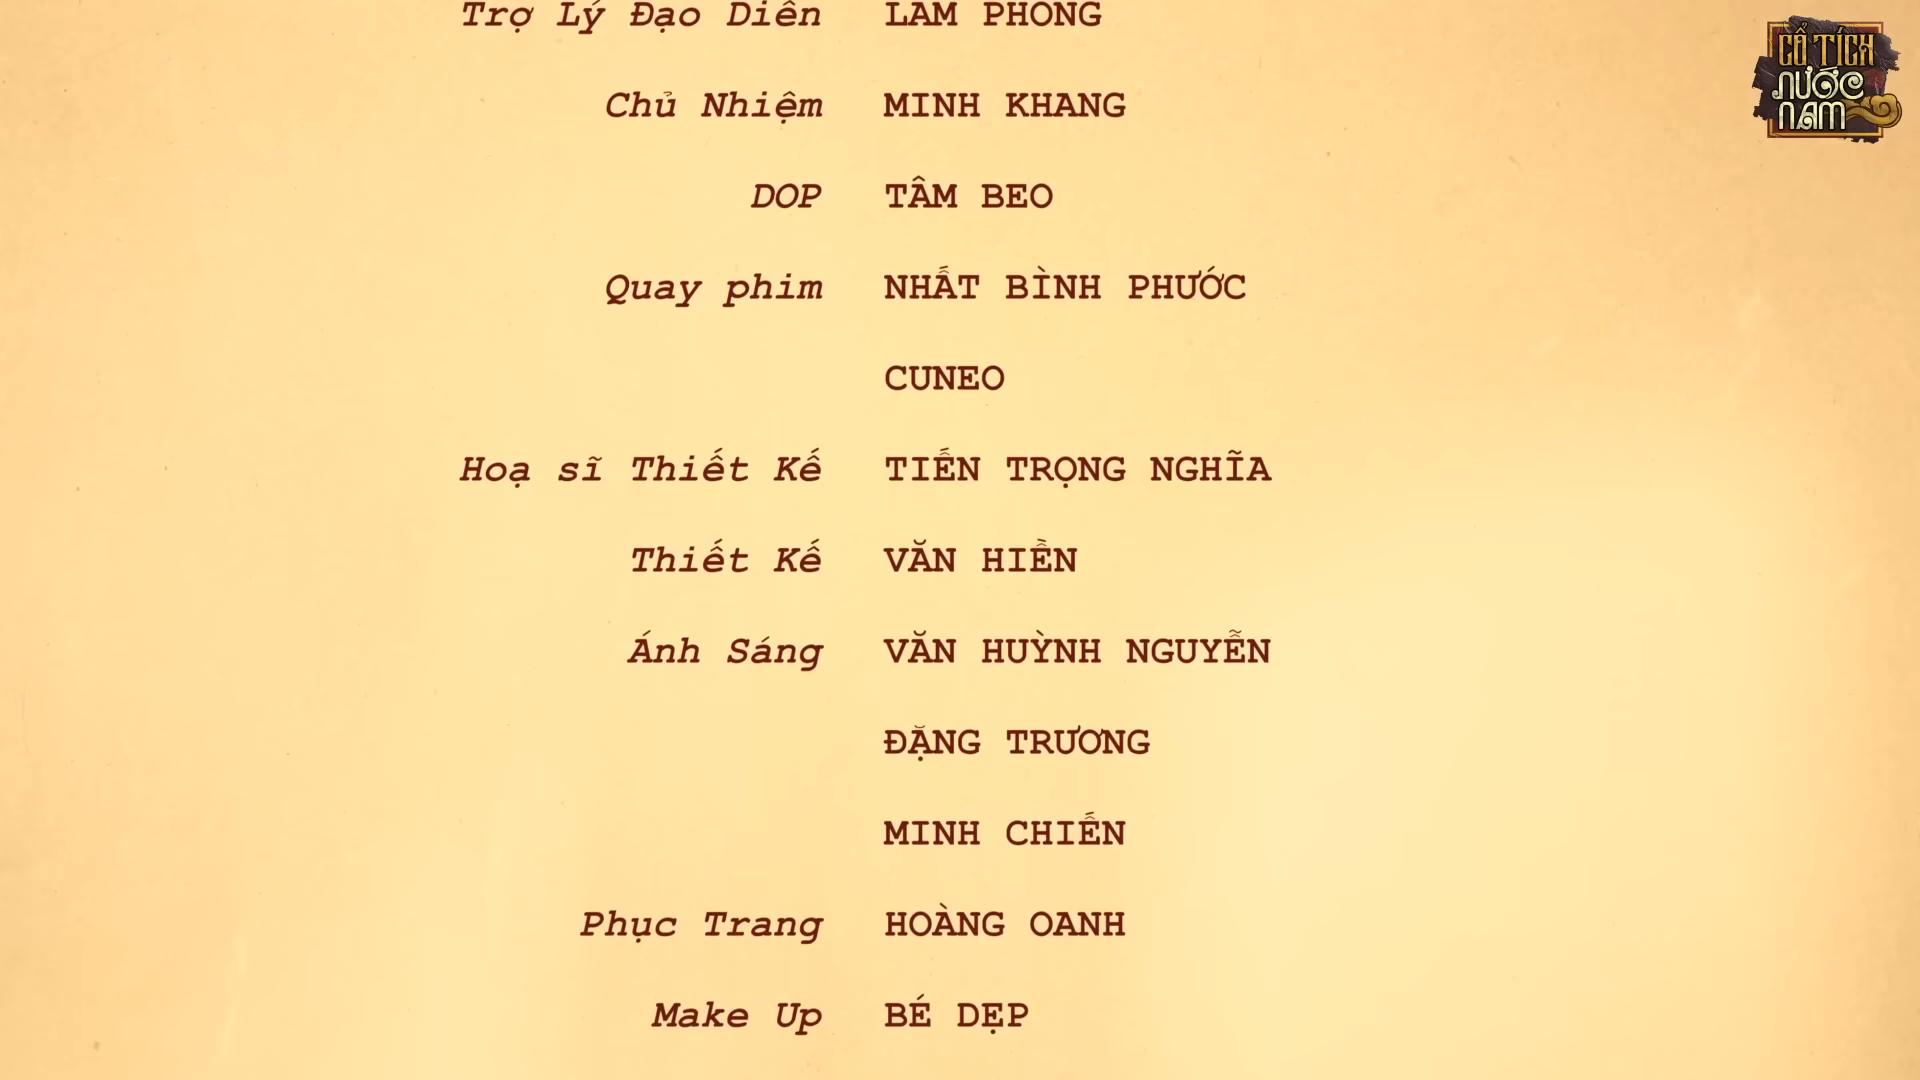 Trợ Lý Đạo Diễn LÂM PHONG
Chủ Nhiệm MINH KHANG
DOP TÂM BEO
Quay phim NHẤT BÌNH PHƯỚC
CUNEO
Hoạ sĩ Thiết Kế TIẾN TRỌNG NGHĨA
Thiết Kế VĂN HIỀN
Ánh Sáng VĂN HUỲNH NGUYỄN
ĐẶNG TRƯƠNG
MINH CHIẾN
Phục Trang HOÀNG OANH
Make Up BÉ DẸP
CỔ TÍCH
NƯỚC
NAM